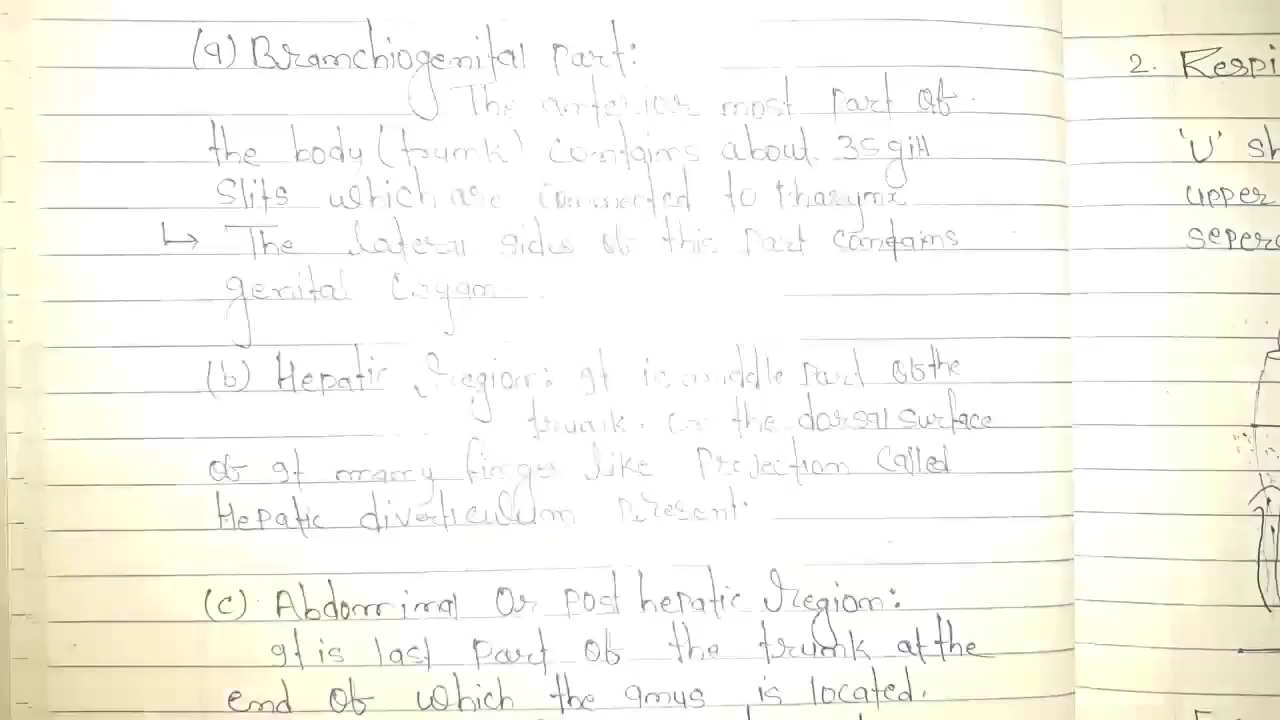 (a) Branchiogenital part:
The anterior most part of
the body (trunk) contains about 35 gill
slits which are connected to Pharynx
↳ The lateral sides of this part contains
genital organ
(b) Hepatic region: It is middle part of the
trunk. on the dorsal surface
of It many finger like projection called
Hepatic diverticulum present.
(c) Abdominal or post hepatic region:
It is last part of the trunk at the
end of which the anus is located.
2. Respi
'U' sh
upper
sepera